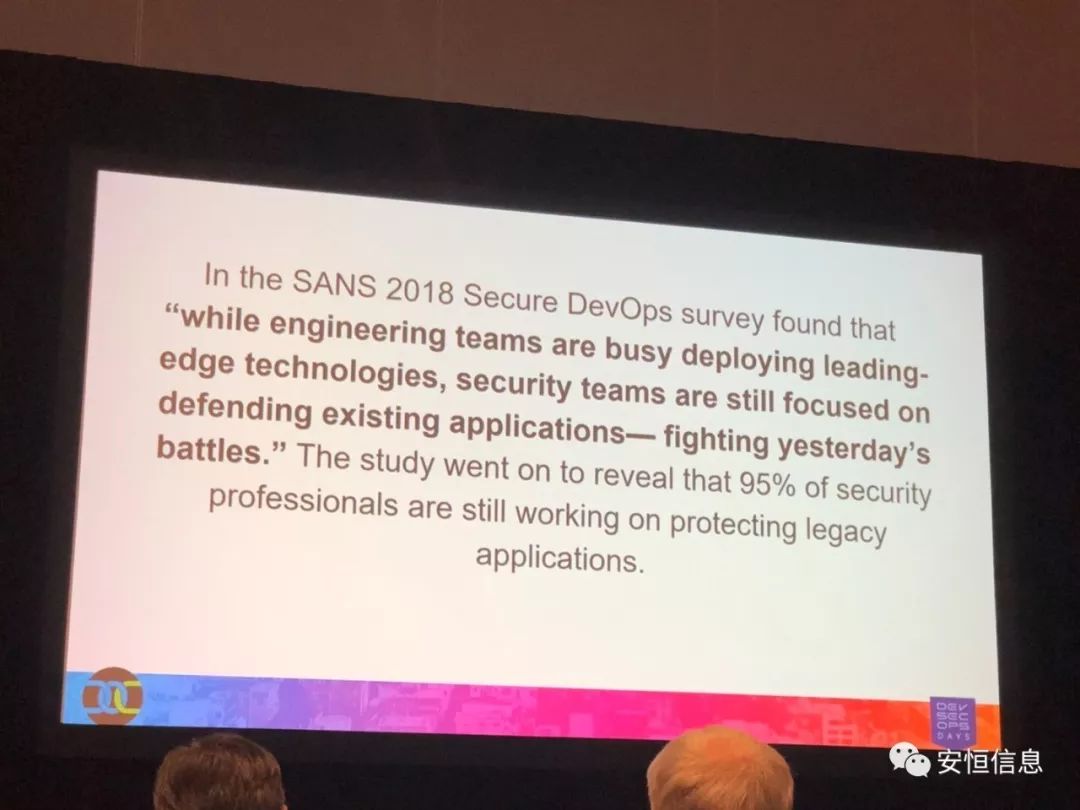 In the SANS 2018 Secure DevOps survey found that
“while engineering teams are busy deploying leading-
edge technologies, security teams are still focused on
defending existing applications— fighting yesterday’s
battles.” The study went on to reveal that 95% of security
professionals are still working on protecting legacy
applications.
DEV
SEC
OPS
DAYS
安恒信息